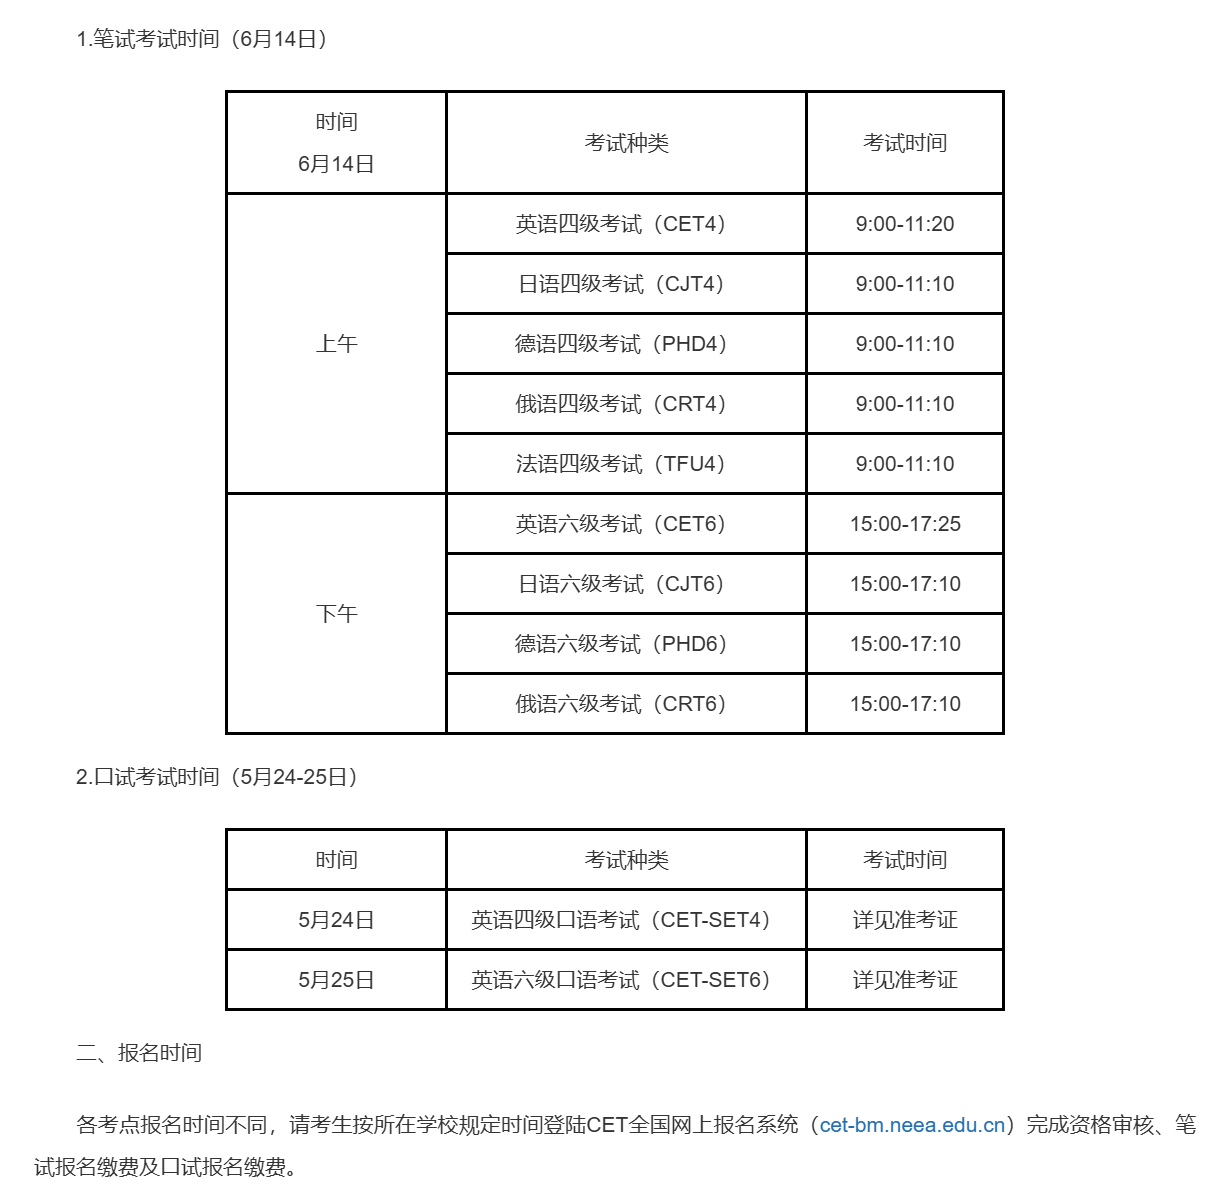 1.笔试考试时间（6月14日）
时间
6月14日
考试种类
考试时间
上午
英语四级考试（CET4）
9:00-11:20
日语四级考试（CJT4）
9:00-11:10
德语四级考试（PHD4）
9:00-11:10
俄语四级考试（CRT4）
9:00-11:10
法语四级考试（TFU4）
9:00-11:10
下午
英语六级考试（CET6）
15:00-17:25
日语六级考试（CJT6）
15:00-17:10
德语六级考试（PHD6）
15:00-17:10
俄语六级考试（CRT6）
15:00-17:10
2.口试考试时间（5月24-25日）
时间
考试种类
考试时间
5月24日
英语四级口语考试（CET-SET4）
详见准考证
5月25日
英语六级口语考试（CET-SET6）
详见准考证
二、报名时间
各考点报名时间不同，请考生按所在学校规定时间登陆CET全国网上报名系统（cet-bm.neea.edu.cn）完成资格审核、笔
试报名缴费及口试报名缴费。